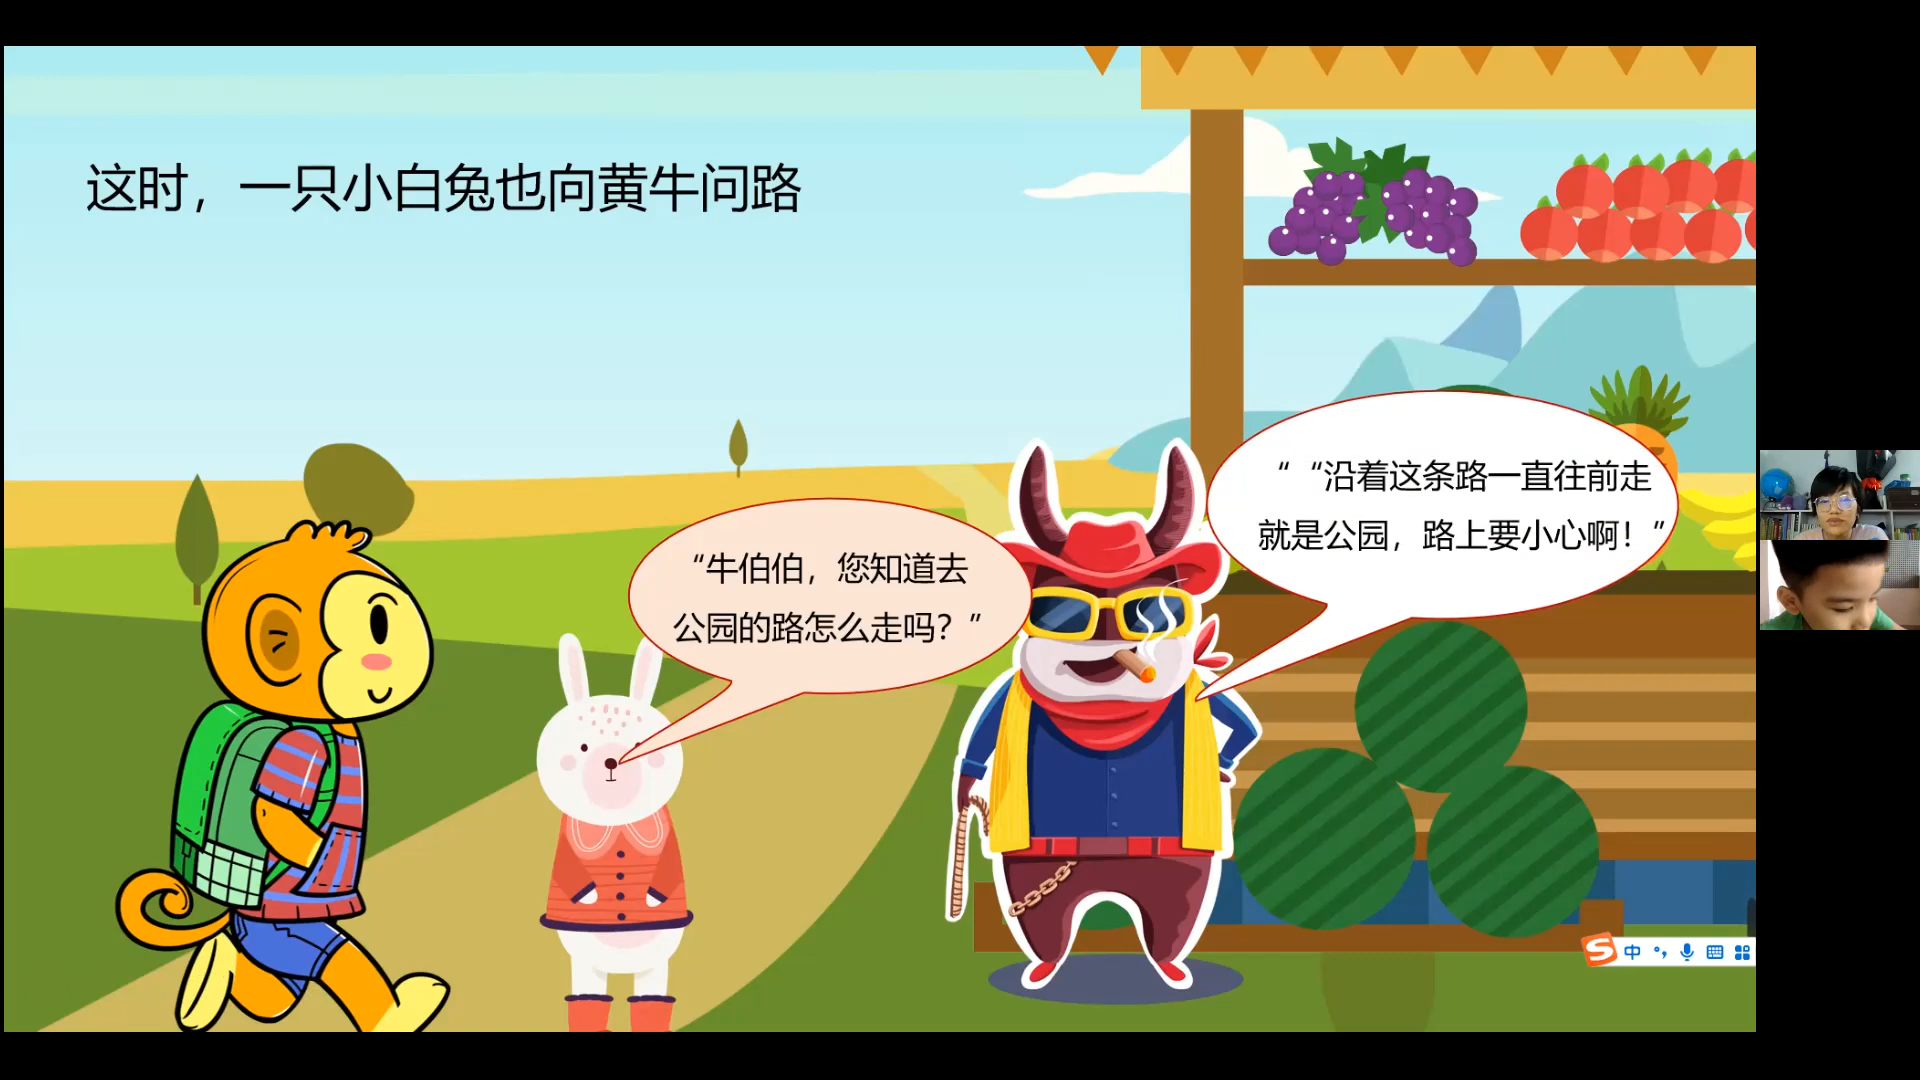 这时，一只小白兔也向黄牛问路
“牛伯伯，您知道去
公园的路怎么走吗？”
“ “沿着这条路一直往前走
就是公园，路上要小心啊！”
S 中